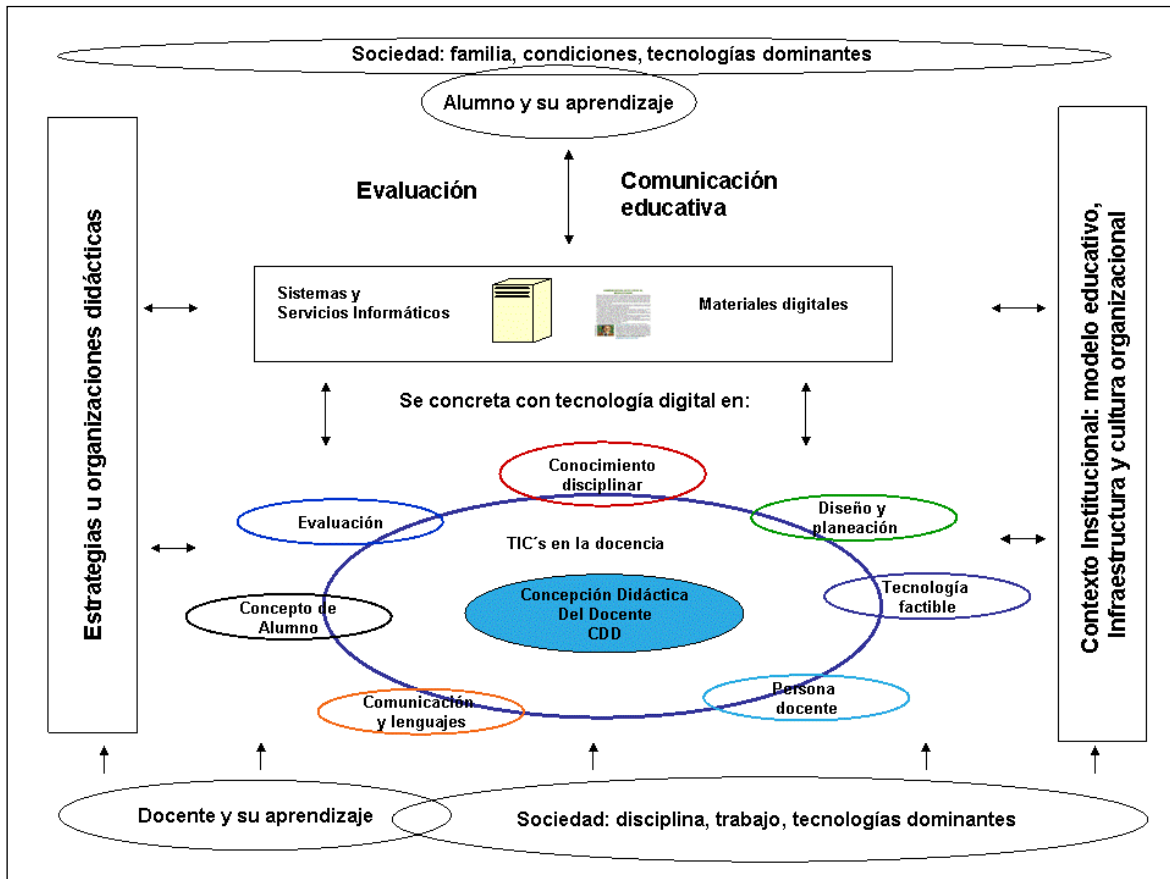 Sociedad: familia, condiciones, tecnologías dominantes
Alumno y su aprendizaje
Evaluación
Comunicación
educativa
Estrategias u organizaciones didácticas
Contexto Institucional: modelo educativo,
Infraestructura y cultura organizacional
Sistemas y
Servicios Informáticos
Materiales digitales
Se concreta con tecnología digital en:
Conocimiento
disciplinar
Evaluación
Diseño y
planeación
TIC´s en la docencia
Concepción Didáctica
Del Docente
CDD
Tecnología
factible
Concepto de
Alumno
Comunicación
y lenguajes
Persona
docente
Docente y su aprendizaje
Sociedad: disciplina, trabajo, tecnologías dominantes